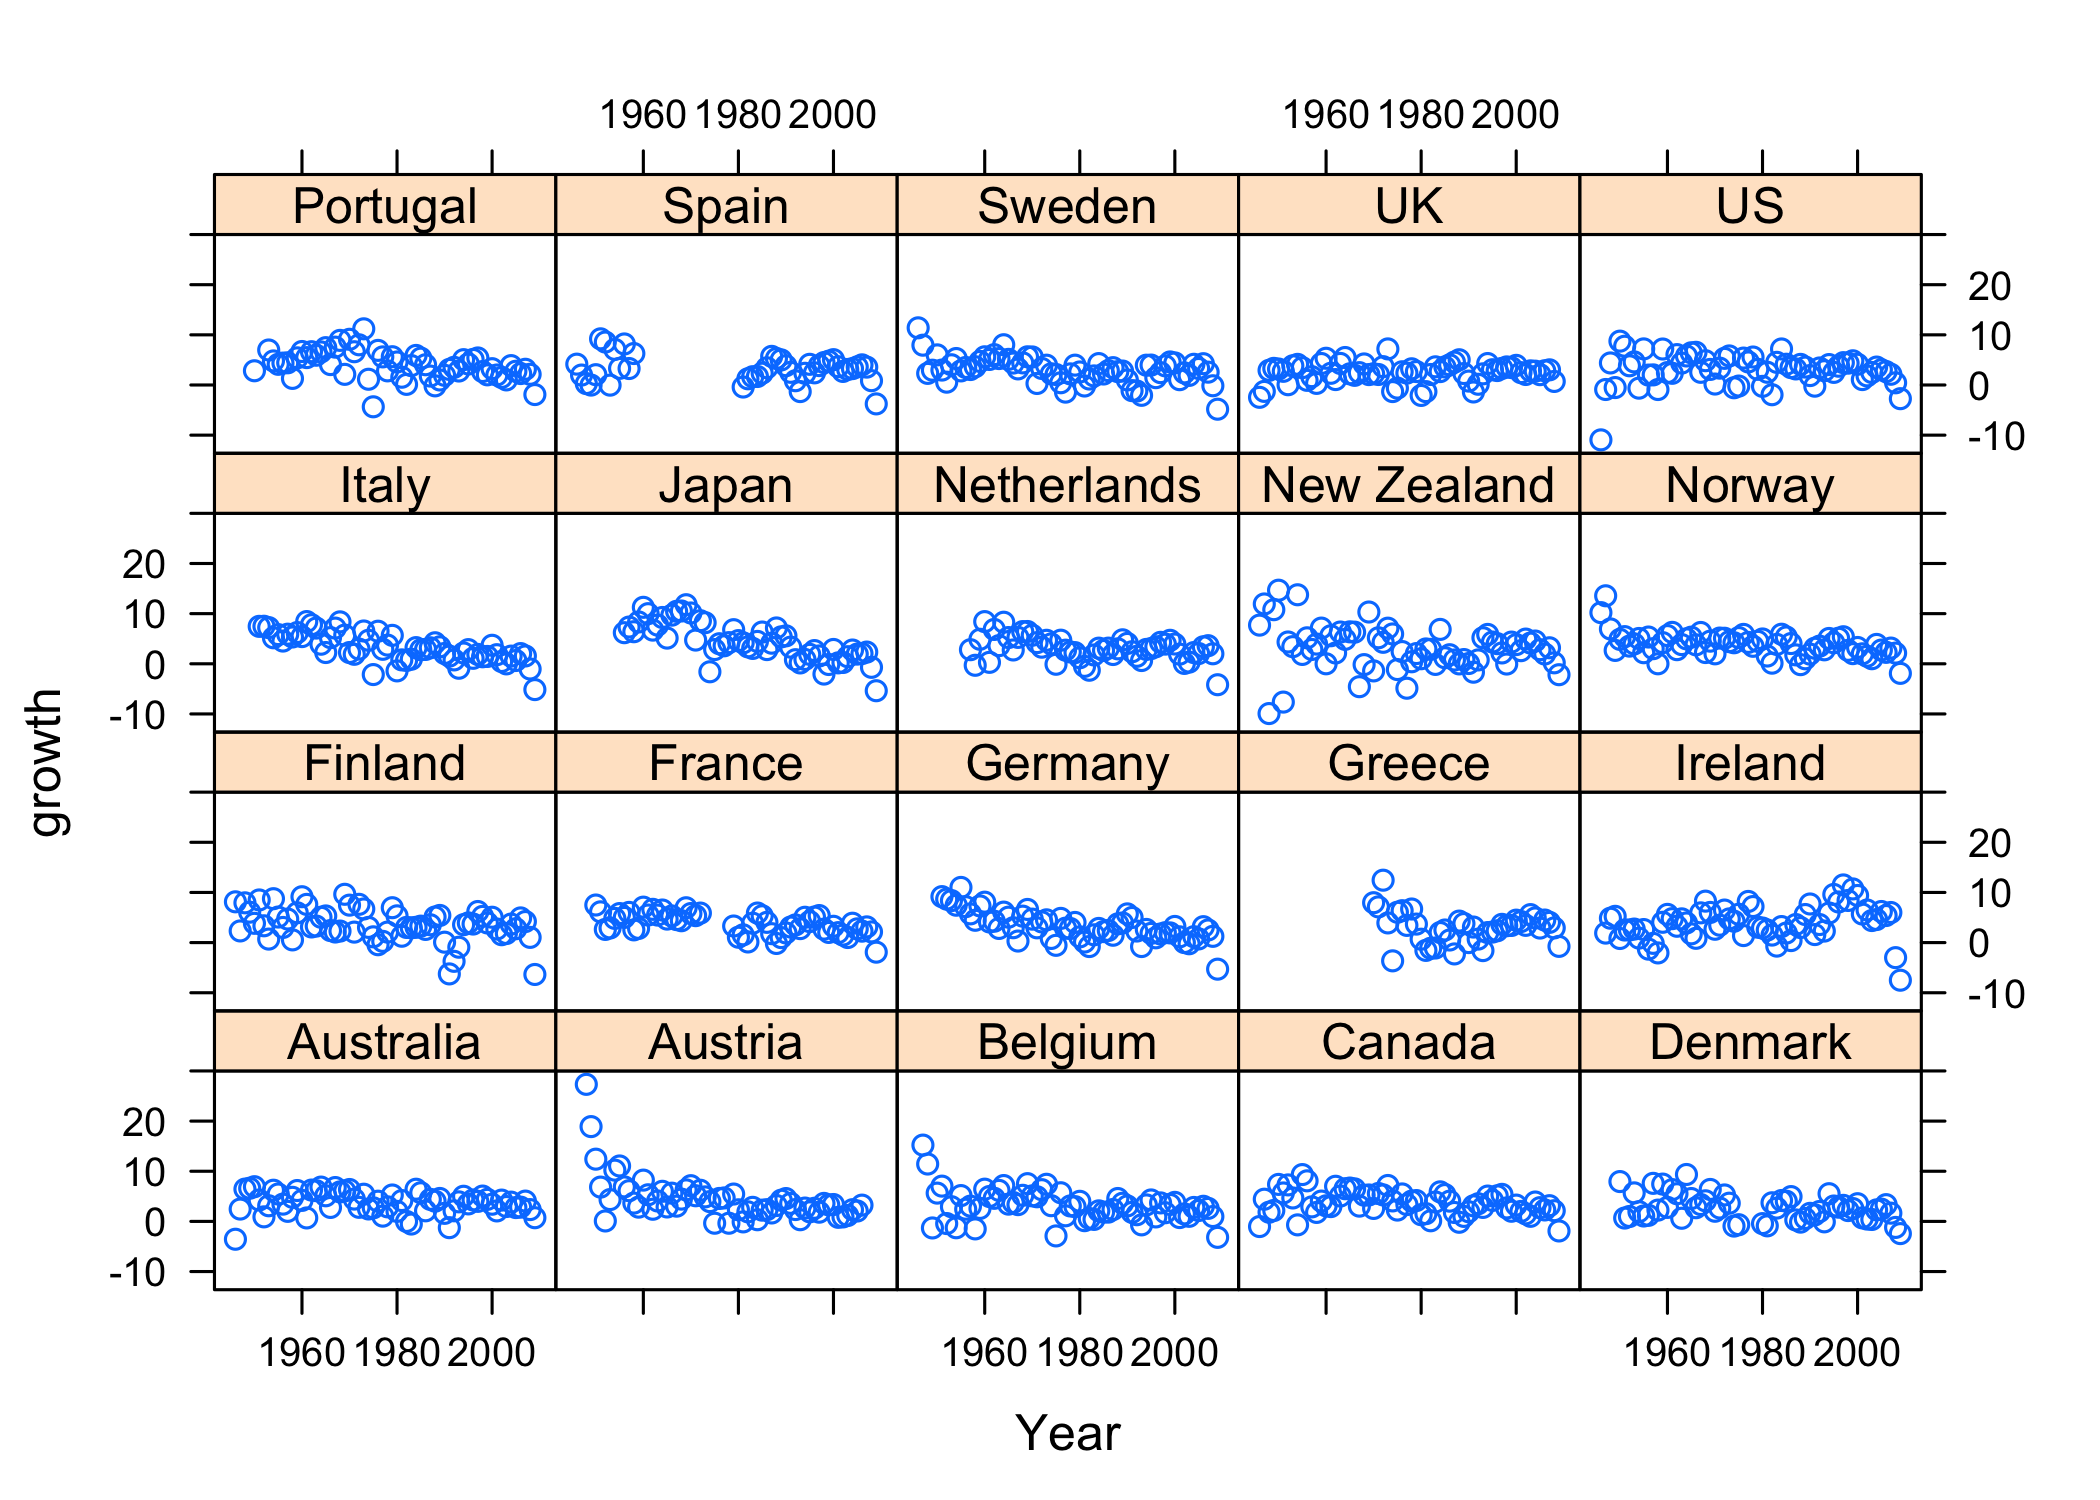 1960 1980 2000 1960 1980 2000
Portugal Spain Sweden UK US
20
10
0
-10
Italy Japan Netherlands New Zealand Norway
20
10
0
-10
Finland France Germany Greece Ireland
20
10
0
-10
Australia Austria Belgium Canada Denmark
20
10
0
-10
1960 1980 2000 1960 1980 2000 1960 1980 2000
growth
Year